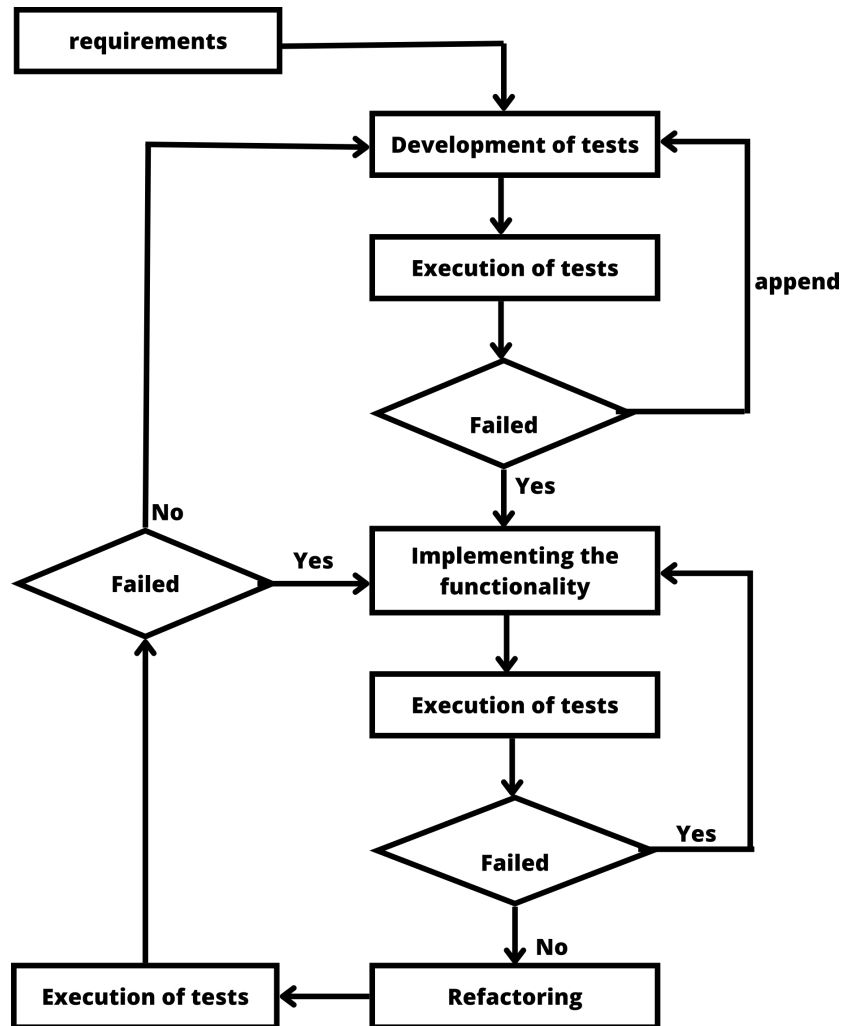 requirements
Development of tests
Execution of tests
append
Failed
Yes
No
Failed
Yes
Implementing the
functionality
Execution of tests
Failed
Yes
No
Execution of tests
Refactoring